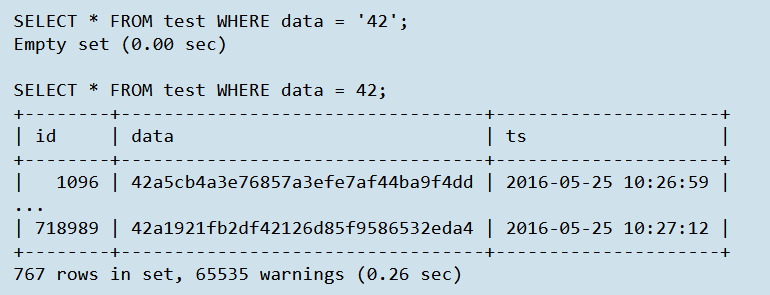 SELECT * FROM test WHERE data = '42';
Empty set (0.00 sec)

SELECT * FROM test WHERE data = 42;
+--------+----------------------------------+---------------------+
| id     | data                             | ts                  |
+--------+----------------------------------+---------------------+
|   1096 | 42a5cb4a3e76857a3efe7af44ba9f4dd | 2016-05-25 10:26:59 |
...
| 718989 | 42a1921fb2df42126d85f9586532eda4 | 2016-05-25 10:27:12 |
+--------+----------------------------------+---------------------+
767 rows in set, 65535 warnings (0.26 sec)